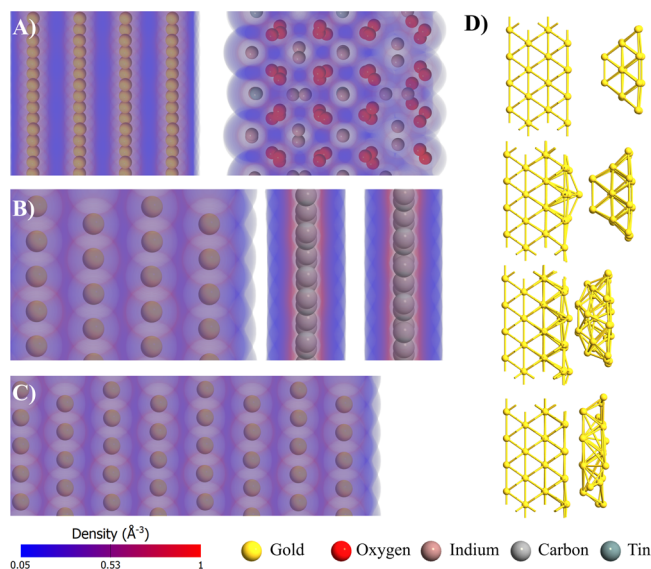 A)
B)
C)
D)
Density (Å⁻³)
0.05 0.53 1
Gold Oxygen Indium Carbon Tin